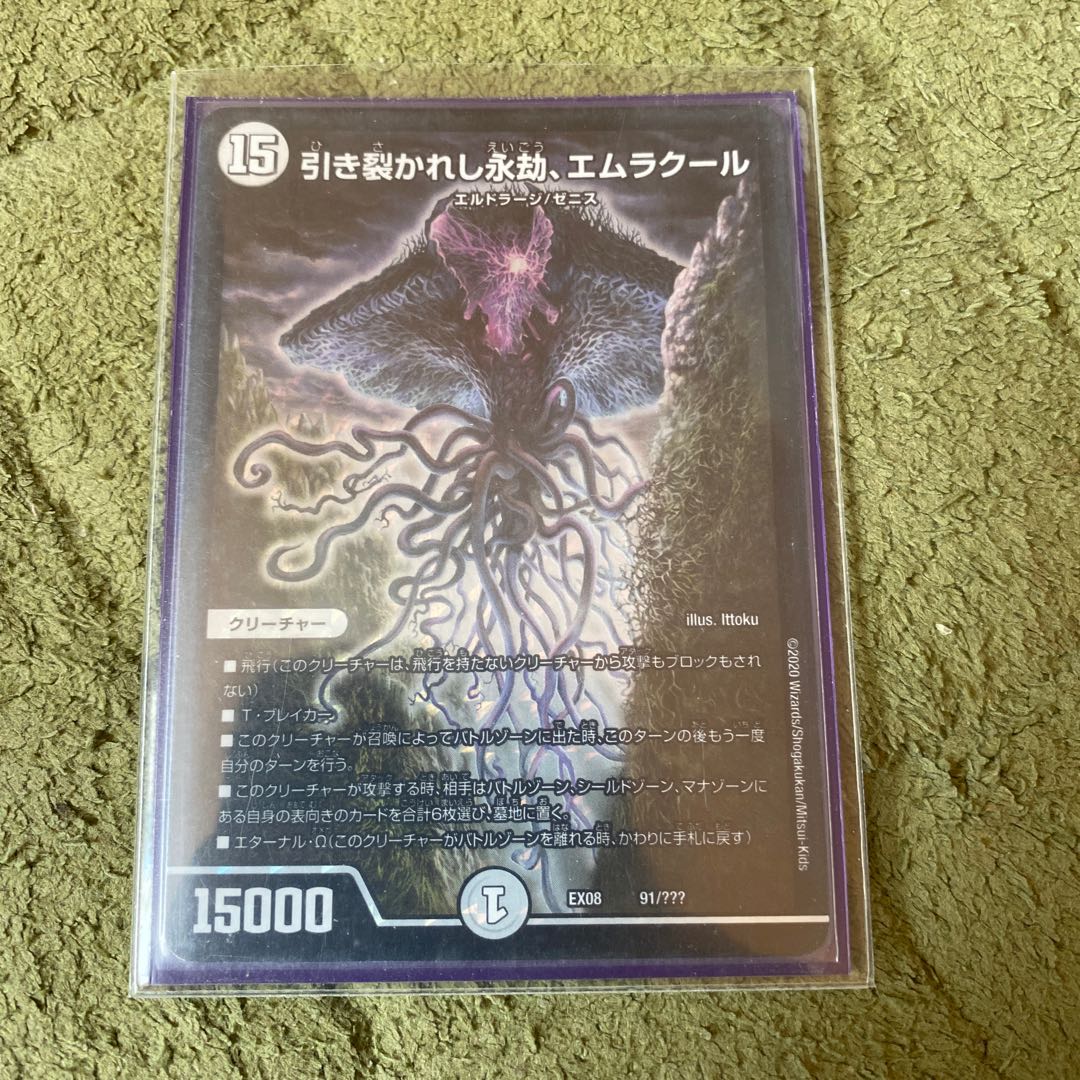 15 引き裂かれし永劫、エムラクール
エルドラージ/ゼニス
クリーチャー
illus. Ittoku
■ 飛行(このクリーチャーは、飛行を持たないクリーチャーから攻撃もブロックもされ
ない)
■ T・ブレイカー
■ このクリーチャーが召喚によってバトルゾーンに出た時、このターンの後もう一度
自分のターンを行う。
■ このクリーチャーが攻撃する時、相手はバトルゾーン、シールドゾーン、マナゾーンに
ある自身の表向きのカードを合計6枚選び、墓地に置く。
■ エターナル・Ω(このクリーチャーがバトルゾーンを離れる時、かわりに手札に戻す)
15000
1
EX08 91/???
©2020 Wizards/Shogakukan/Mitsui-Kids